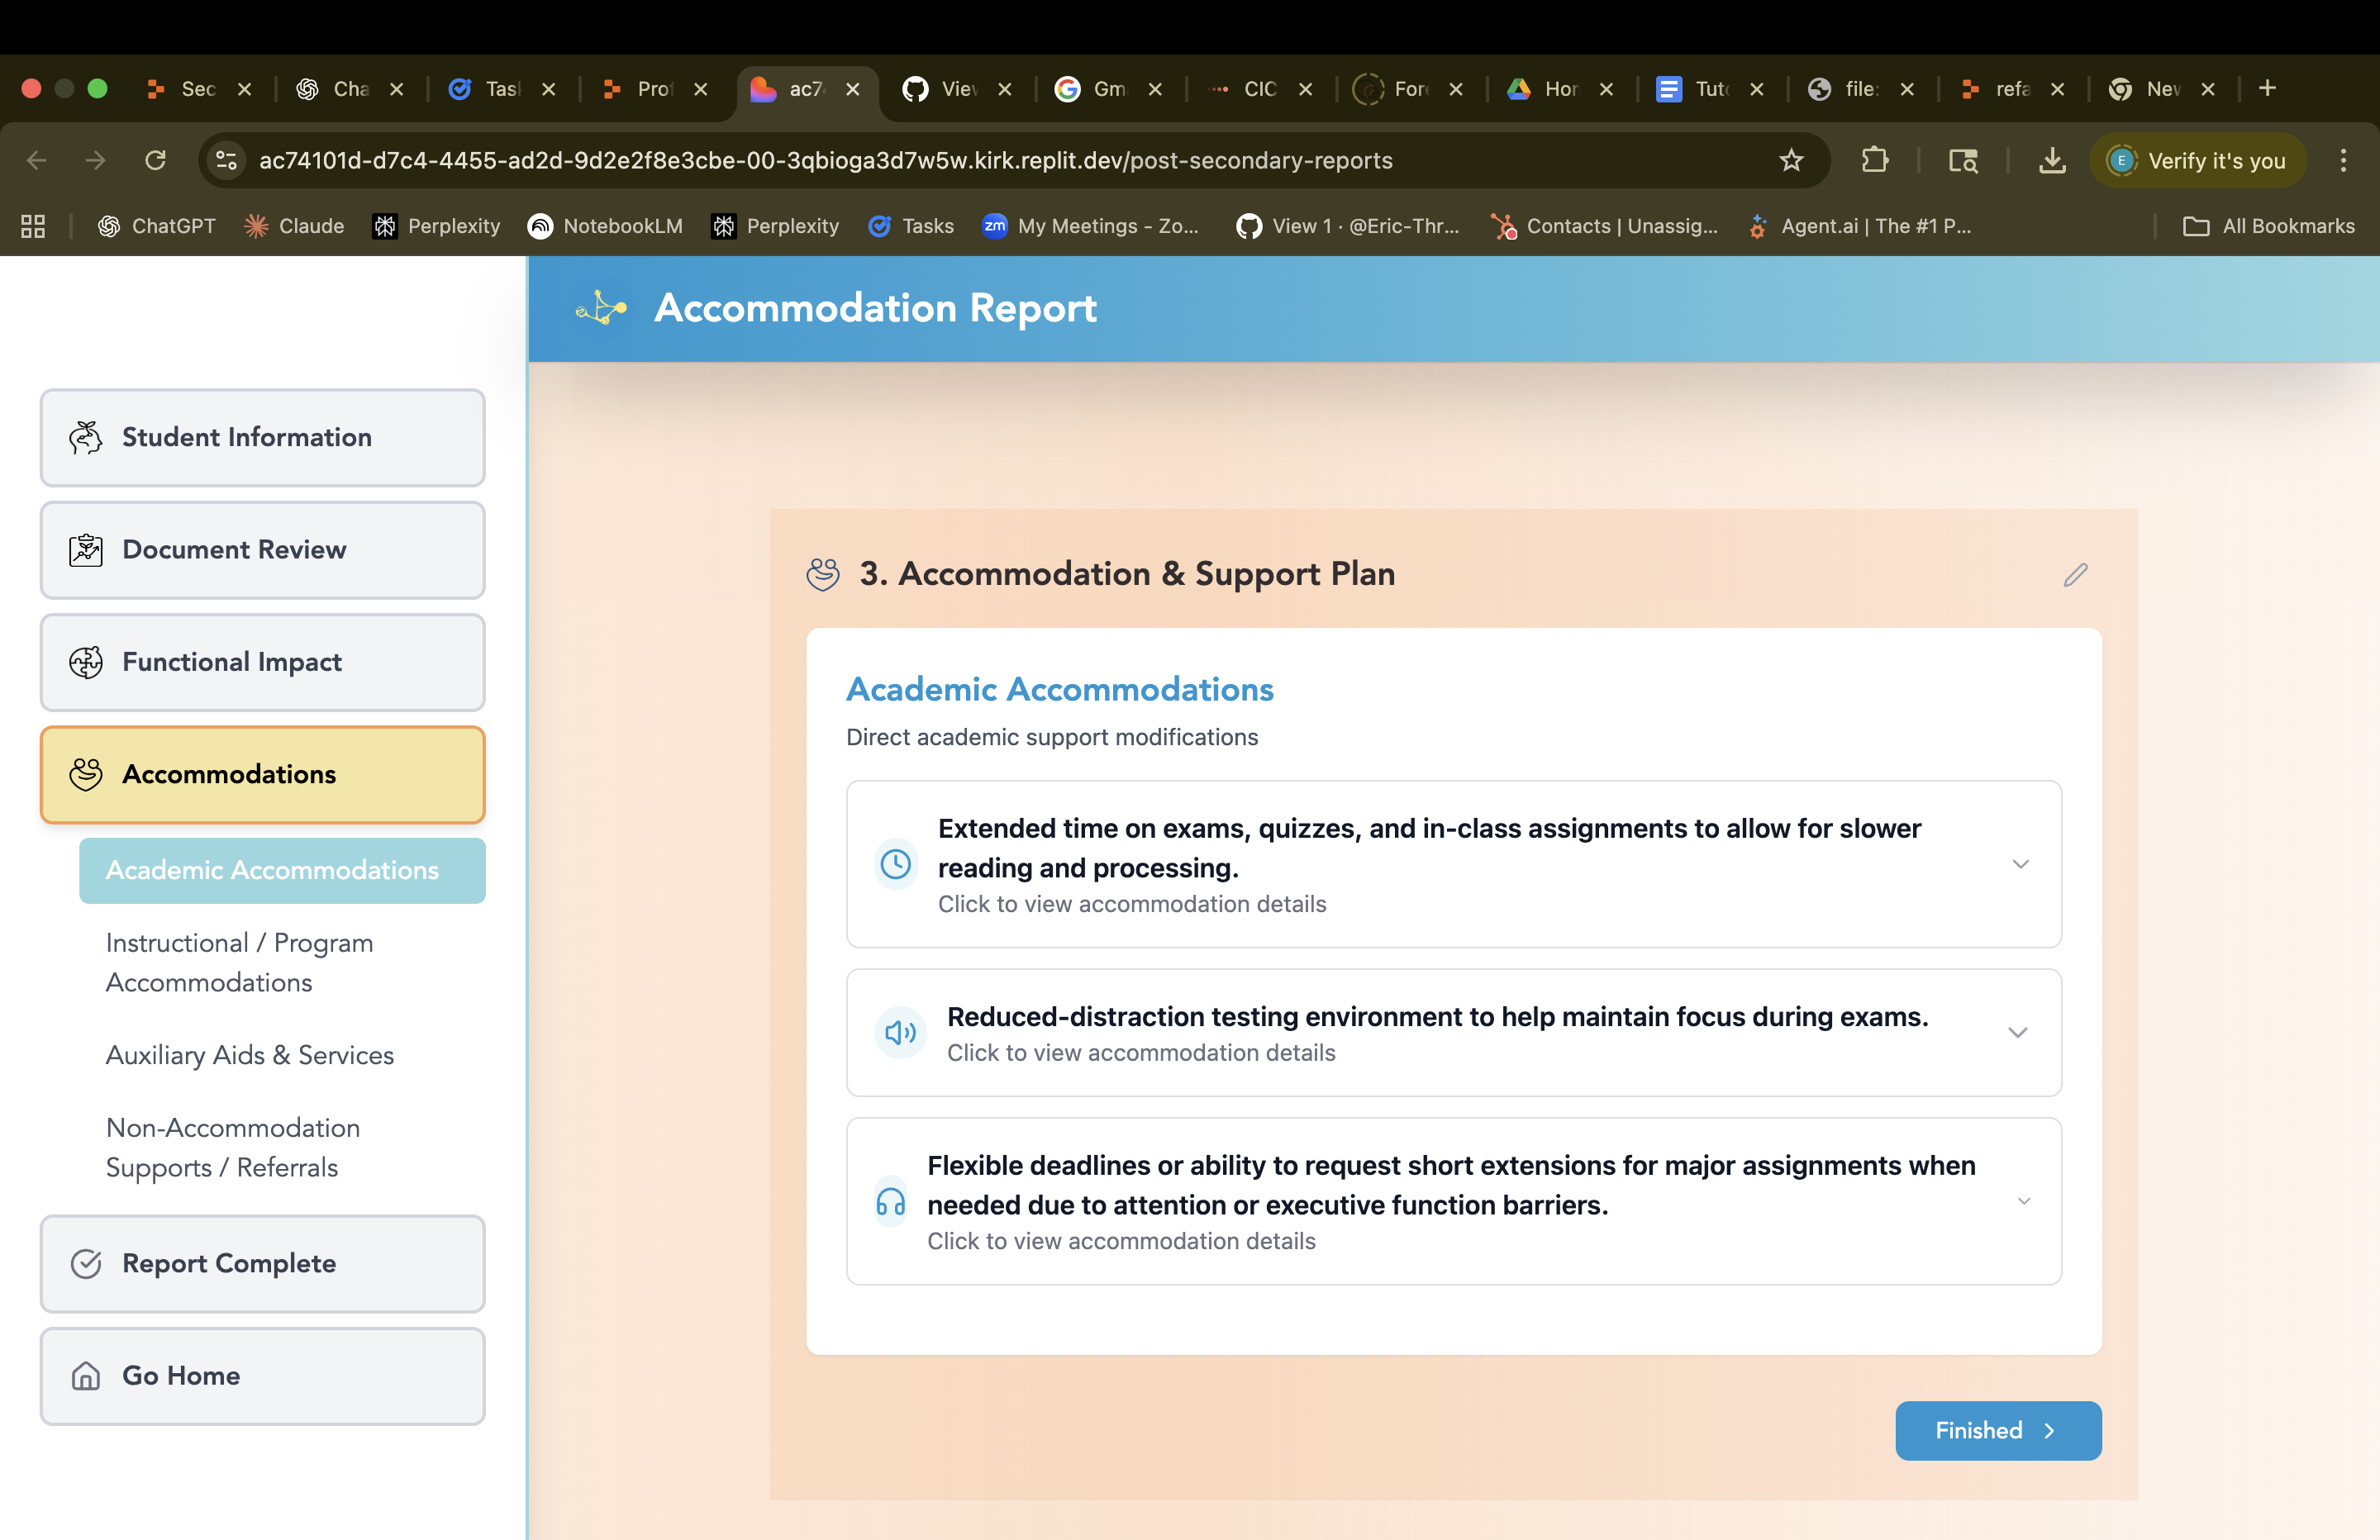 Sec
Cha
Task
Prof
ac7
View
Gm
CIC
For
Hor
Tut
file:
refa
New
ac74101d-d7c4-4455-ad2d-9d2e2f8e3cbe-00-3qbioga3d7w5w.kirk.replit.dev/post-secondary-reports
E
Verify it's you
ChatGPT
Claude
Perplexity
NotebookLM
Perplexity
Tasks
zm
My Meetings - Zo...
View 1 · @Eric-Thr...
Contacts | Unassig...
Agent.ai | The #1 P...
All Bookmarks
Student Information
Document Review
Functional Impact
Accommodations
Academic Accommodations
Instructional / Program
Accommodations
Auxiliary Aids & Services
Non-Accommodation
Supports / Referrals
Report Complete
Go Home
Accommodation Report
3. Accommodation & Support Plan
Academic Accommodations
Direct academic support modifications
Extended time on exams, quizzes, and in-class assignments to allow for slower
reading and processing.
Click to view accommodation details
Reduced-distraction testing environment to help maintain focus during exams.
Click to view accommodation details
Flexible deadlines or ability to request short extensions for major assignments when
needed due to attention or executive function barriers.
Click to view accommodation details
Finished